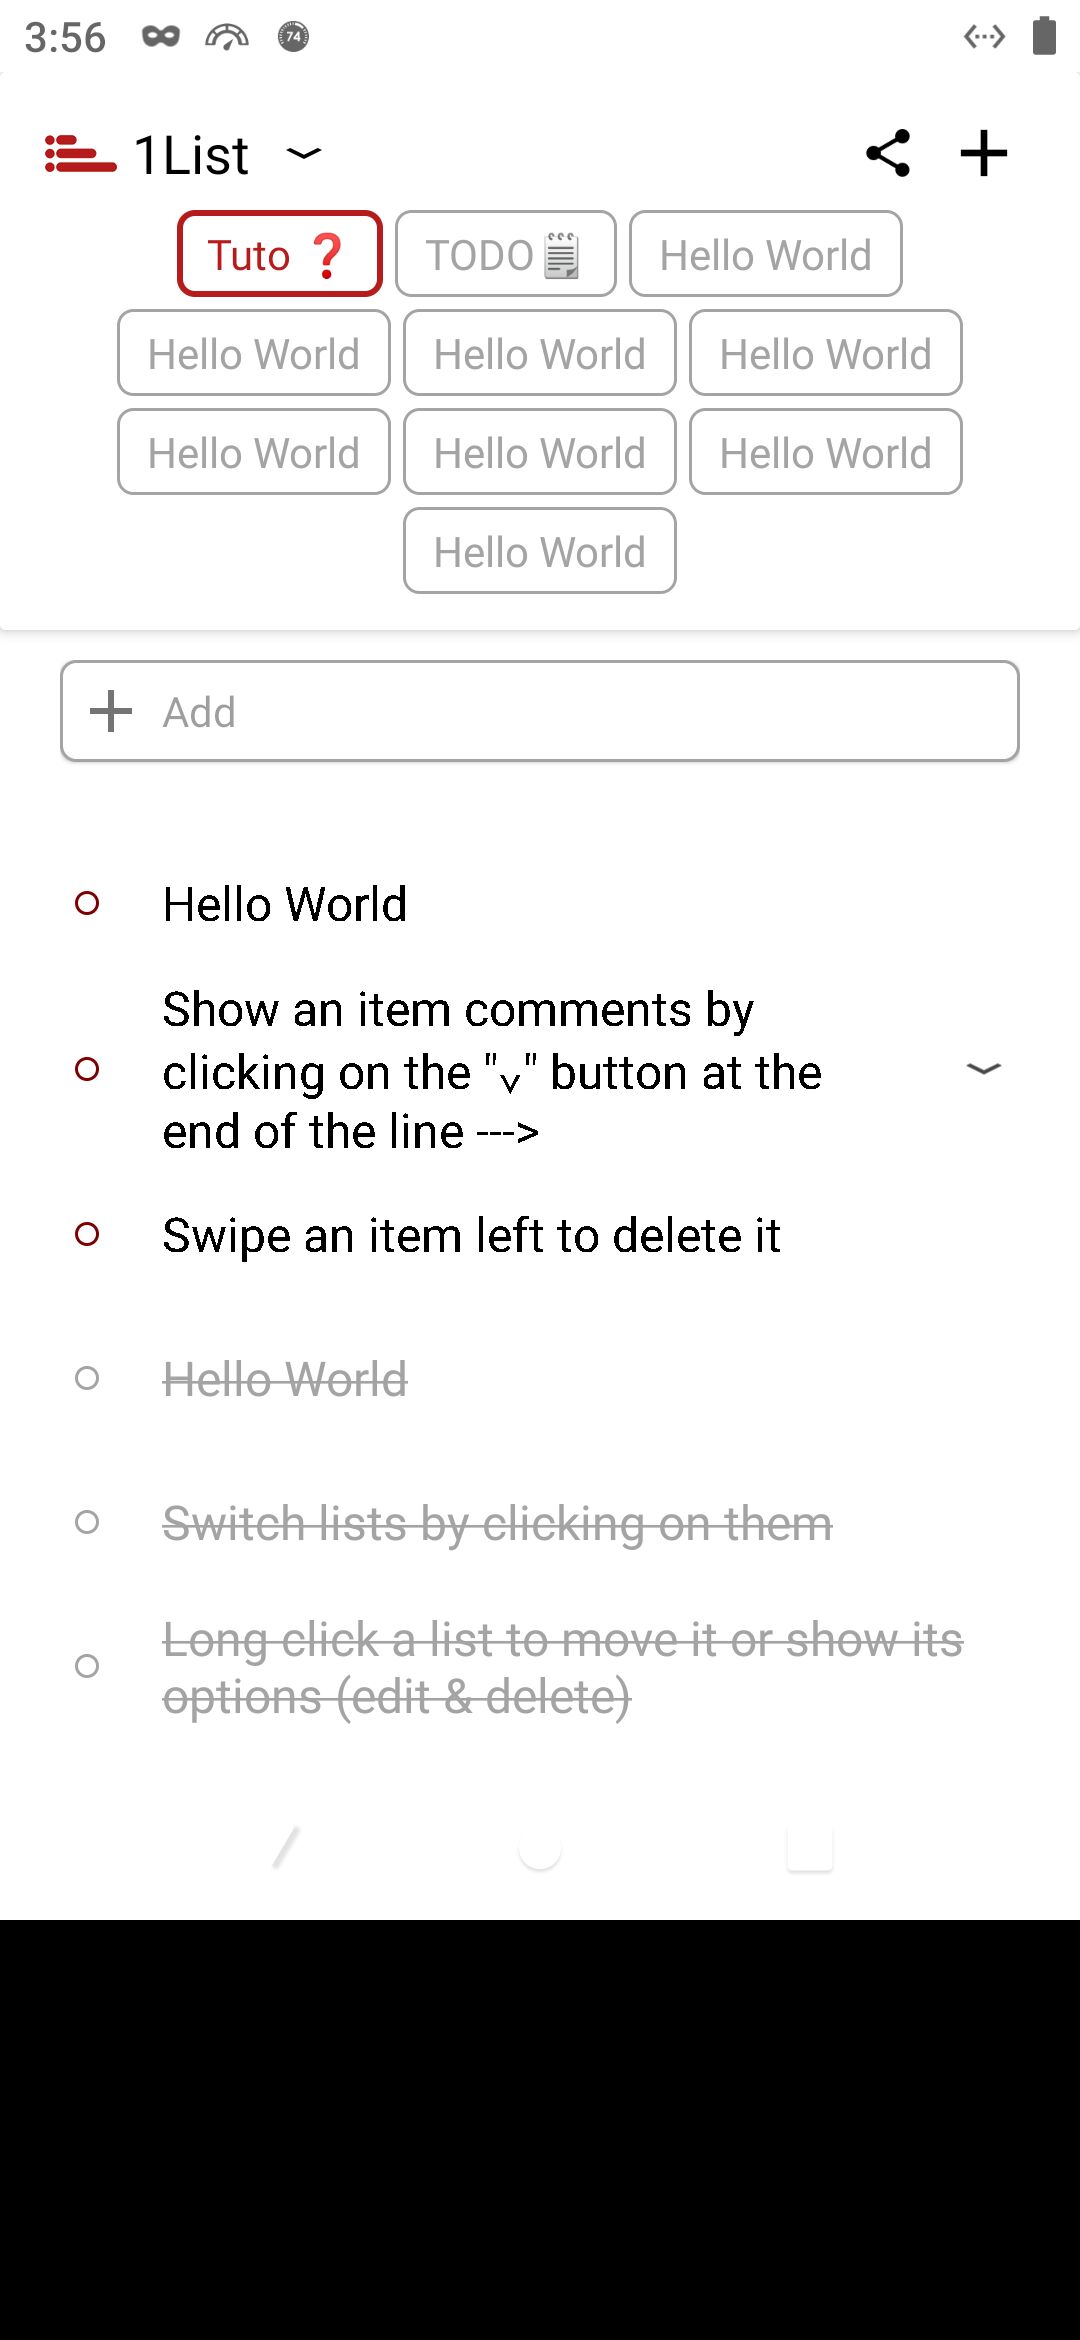 3:56 74
1List
Tuto ❓ TODO🗒 Hello World
Hello World Hello World Hello World
Hello World Hello World Hello World
Hello World
+ Add
Hello World
Show an item comments by
clicking on the "˅" button at the
end of the line --->
Swipe an item left to delete it
Hello World
Switch lists by clicking on them
Long click a list to move it or show its
options (edit & delete)